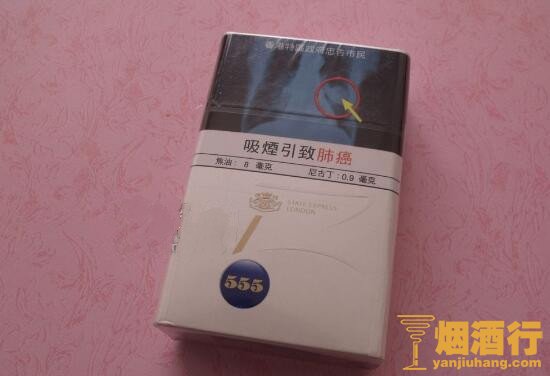 香港特區政府忠告市民
吸煙引致肺癌
焦油：8 毫克 尼古丁：0.9 毫克
STATE EXPRESS
LONDON
555
烟酒行
yanjiuhang.com